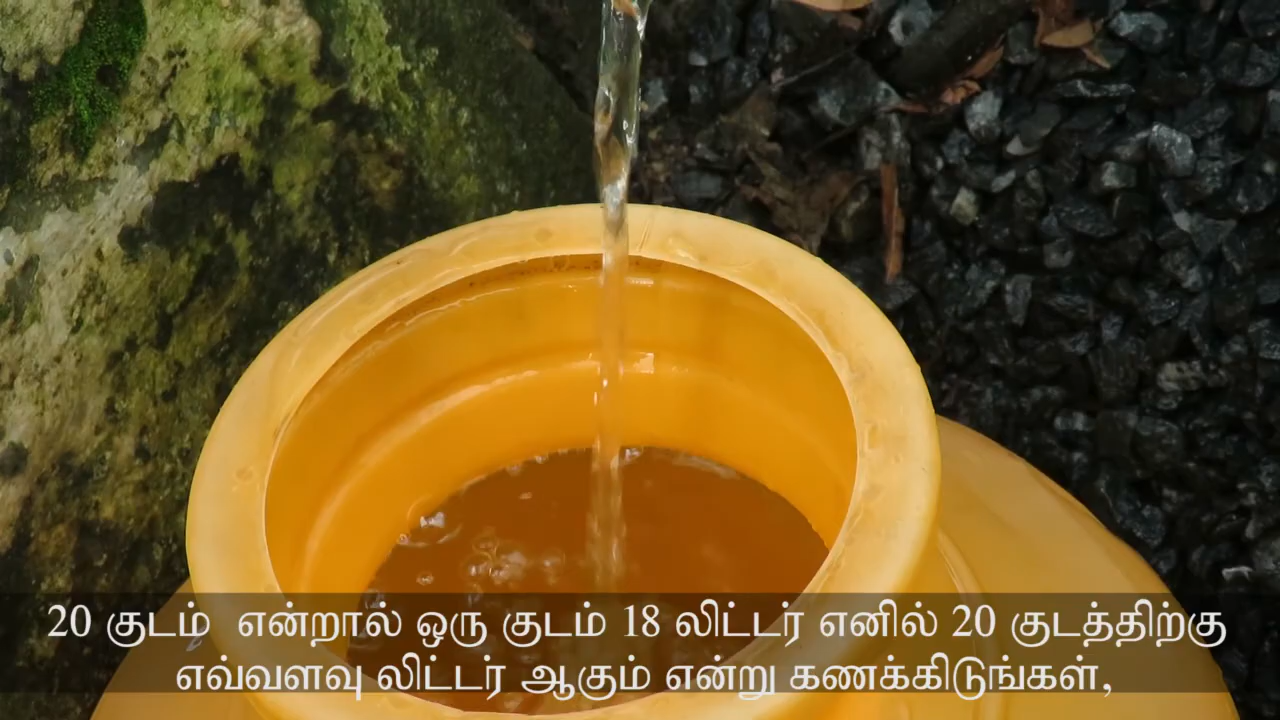 20 குடம்  என்றால் ஒரு குடம் 18 லிட்டர் எனில் 20 குடத்திற்கு
எவ்வளவு லிட்டர் ஆகும் என்று கணக்கிடுங்கள்,